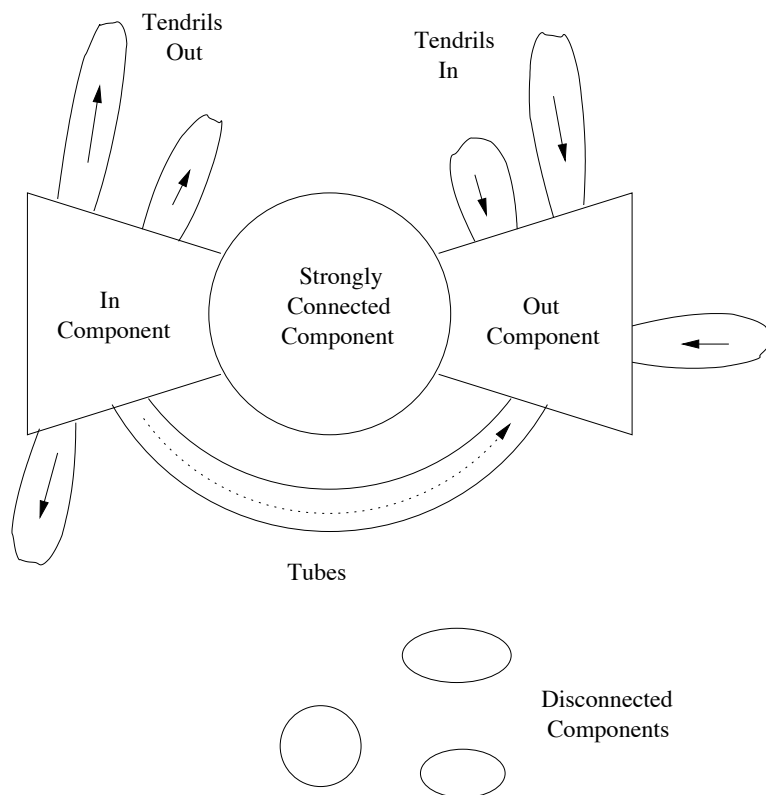 Tendrils
Out
Tendrils
In
In
Component
Strongly
Connected
Component
Out
Component
Tubes
Disconnected
Components